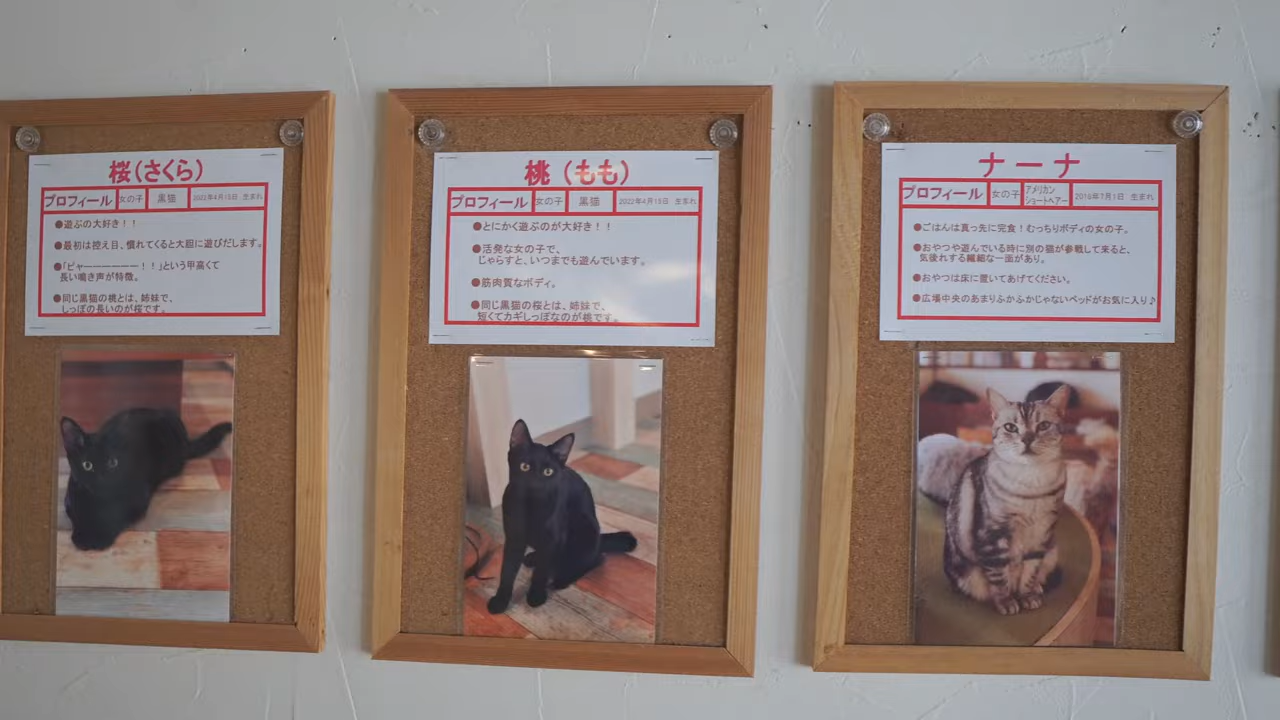 桜(さくら)
プロフィール 女の子 黒猫 2022年4月15日 生まれ
●遊ぶの大好き！！
●最初は控え目、慣れてくると大胆に遊びだします。
●「ピャーーーーーー！！」という甲高くて
長い鳴き声が特徴。
●同じ黒猫の桃とは、姉妹で、
しっぽの長いのが桜です。
桃(もも)
プロフィール 女の子 黒猫 2022年4月15日 生まれ
●とにかく遊ぶのが大好き！！
●活発な女の子で、
じゃらすと、いつまでも遊んでいます。
●筋肉質なボディ。
●同じ黒猫の桜とは、姉妹で、
短くてカギしっぽなのが桃です。
ナーナ
プロフィール 女の子 アメリカン
ショートヘアー 2018年7月1日 生まれ
●ごはんは真っ先に完食！むっちりボディの女の子。
●おやつや遊んでいる時に別の猫が参戦して来ると、
気後れする繊細な一面があり。
●おやつは床に置いてあげてください。
●広場中央のあまりふかふかじゃないベッドがお気に入り♪